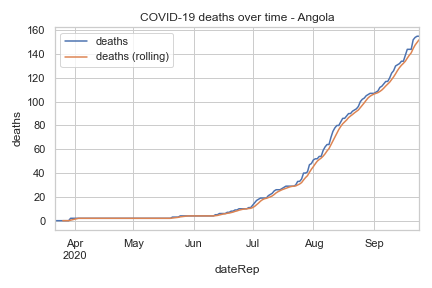 COVID-19 deaths over time - Angola
deaths
deaths (rolling)
160
140
120
100
80
60
40
20
0
deaths
Apr
2020
May
Jun
Jul
Aug
Sep
dateRep